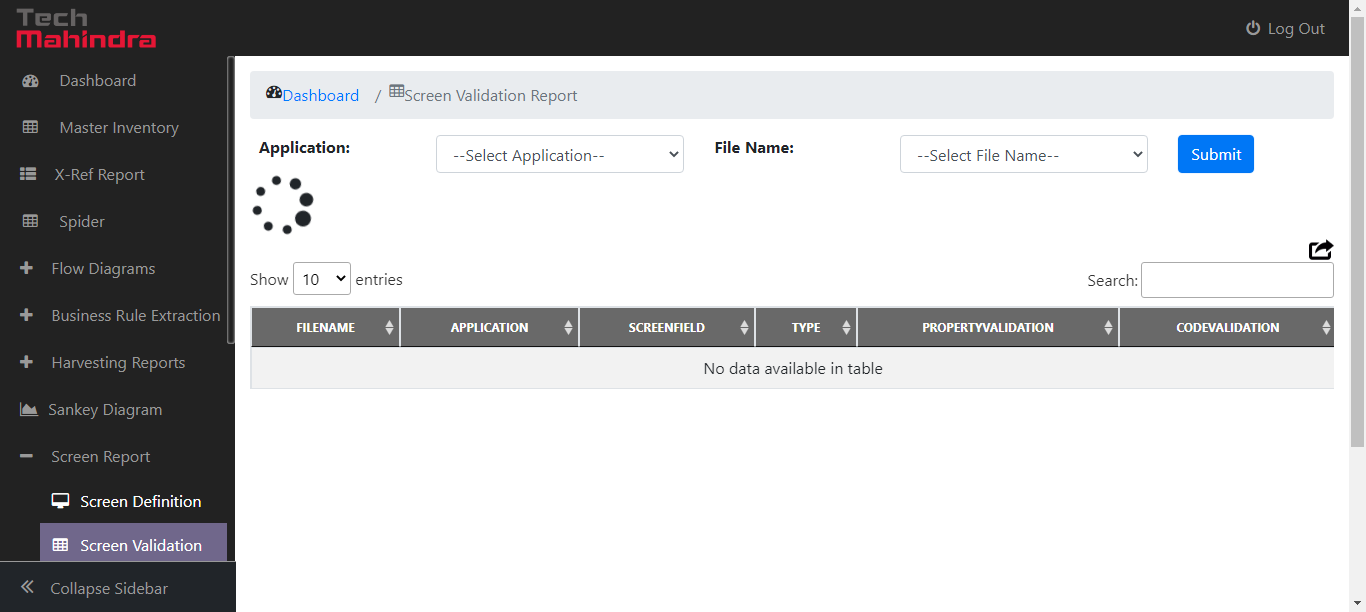 Tech
Mahindra
Log Out
Dashboard
Master Inventory
X-Ref Report
Spider
Flow Diagrams
Business Rule Extraction
Harvesting Reports
Sankey Diagram
Screen Report
Screen Definition
Screen Validation
Collapse Sidebar
Dashboard / Screen Validation Report
Application: --Select Application-- File Name: --Select File Name-- Submit
Show 10 entries Search:
FILENAME APPLICATION SCREENFIELD TYPE PROPERTYVALIDATION CODEVALIDATION
No data available in table